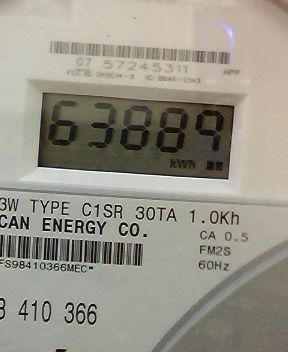 07 57245311
63889
kWh
3W TYPE C1SR 30TA 1.0Kh
CAN ENERGY CO.
CA 0.5
FM2S
60Hz
FS98410366MEC*
8 410 366